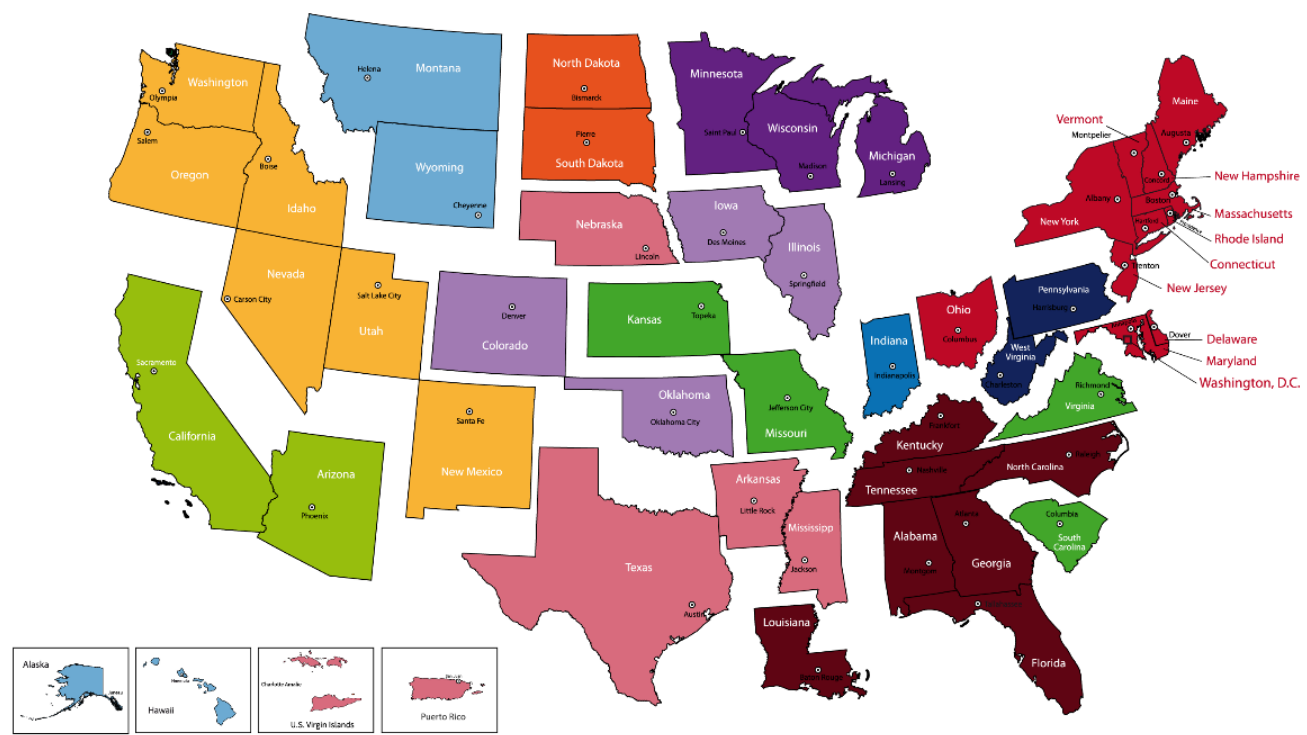 Washington
Olympia
Salem
Oregon
Boise
Idaho
Nevada
Carson City
Salt Lake City
Utah
Sacramento
California
Arizona
Phoenix
Helena
Montana
Wyoming
Cheyenne
Denver
Colorado
Santa Fe
New Mexico
North Dakota
Bismarck
Pierre
South Dakota
Nebraska
Lincoln
Kansas
Topeka
Oklahoma
Oklahoma City
Texas
Austin
Minnesota
Saint Paul
Wisconsin
Madison
Michigan
Lansing
Iowa
Des Moines
Illinois
Springfield
Jefferson City
Missouri
Arkansas
Little Rock
Mississipp
Jackson
Louisiana
Baton Rouge
Indiana
Indianapolis
Ohio
Columbus
Pennsylvania
Harrisburg
West
Virginia
Charleston
Richmond
Virginia
Frankfort
Kentucky
Nashville
Tennessee
North Carolina
Raleigh
Columbia
South
Carolina
Alabama
Atlanta
Georgia
Florida
Maine
Augusta
Vermont
Montpelier
Concord
New Hampshire
Albany
New York
Boston
Massachusetts
Hartford
Rhode Island
Connecticut
Trenton
New Jersey
Dover
Delaware
Maryland
Washington, D.C.
Alaska
Juneau
Honolulu
Hawaii
Charlotte Amalie
U.S. Virgin Islands
Puerto Rico